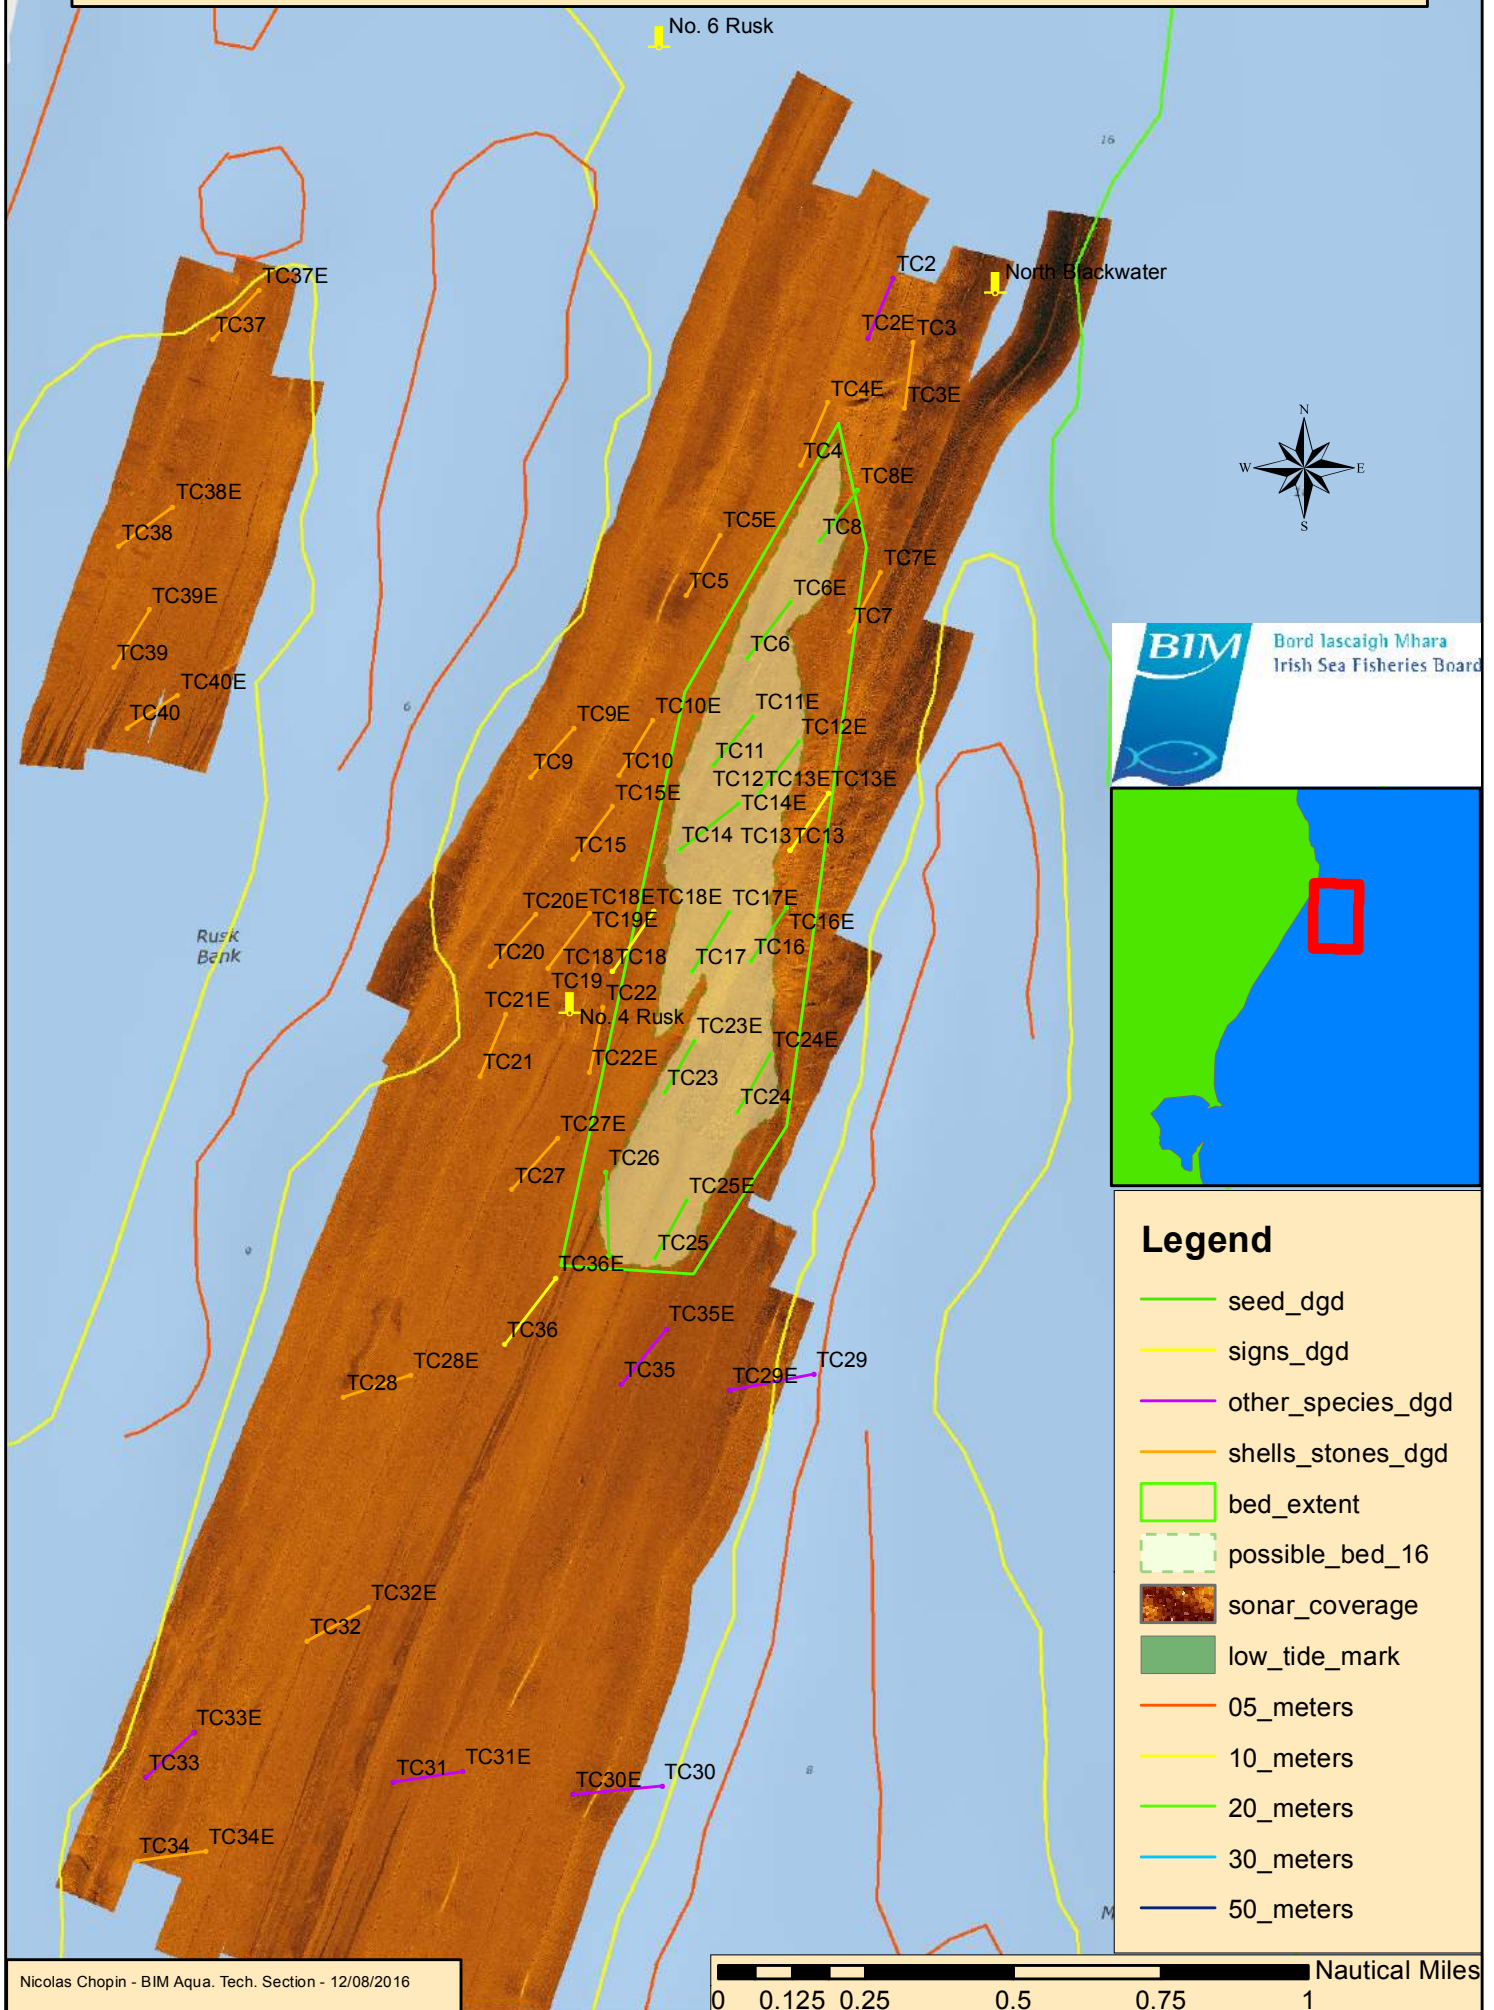 No. 6 Rusk
16
TC37E
TC37
TC2
North Blackwater
TC2E
TC3
TC4E
TC3E
N
W
E
S
TC4
TC8E
TC38E
TC38
TC5E
TC8
TC7E
TC5
TC6E
TC39E
TC7
TC39
TC6
BIM
Bord Iascaigh Mhara
Irish Sea Fisheries Board
TC40E
TC40
6
TC9E
TC10E
TC11E
TC12E
TC9
TC10
TC11
TC12
TC13E
TC13E
TC15E
TC14E
TC15
TC14
TC13
TC13
TC20E
TC18E
TC18E
TC17E
TC19E
TC16E
Rusk
Bank
TC20
TC18
TC18
TC17
TC16
TC19
TC21E
TC22
No. 4 Rusk
TC23E
TC24E
TC21
TC22E
TC23
TC24
TC27E
TC26
TC27
TC25E
TC25
9
TC36E
TC36
TC35E
TC28E
TC28
TC35
TC29E
TC29
Legend
seed_dgd
signs_dgd
other_species_dgd
shells_stones_dgd
bed_extent
possible_bed_16
sonar_coverage
low_tide_mark
05_meters
10_meters
20_meters
30_meters
50_meters
TC32E
TC32
TC33E
TC33
TC31
TC31E
TC30E
TC30
8
TC34
TC34E
M
Nicolas Chopin - BIM Aqua. Tech. Section - 12/08/2016
Nautical Miles
0 0.125 0.25 0.5 0.75 1